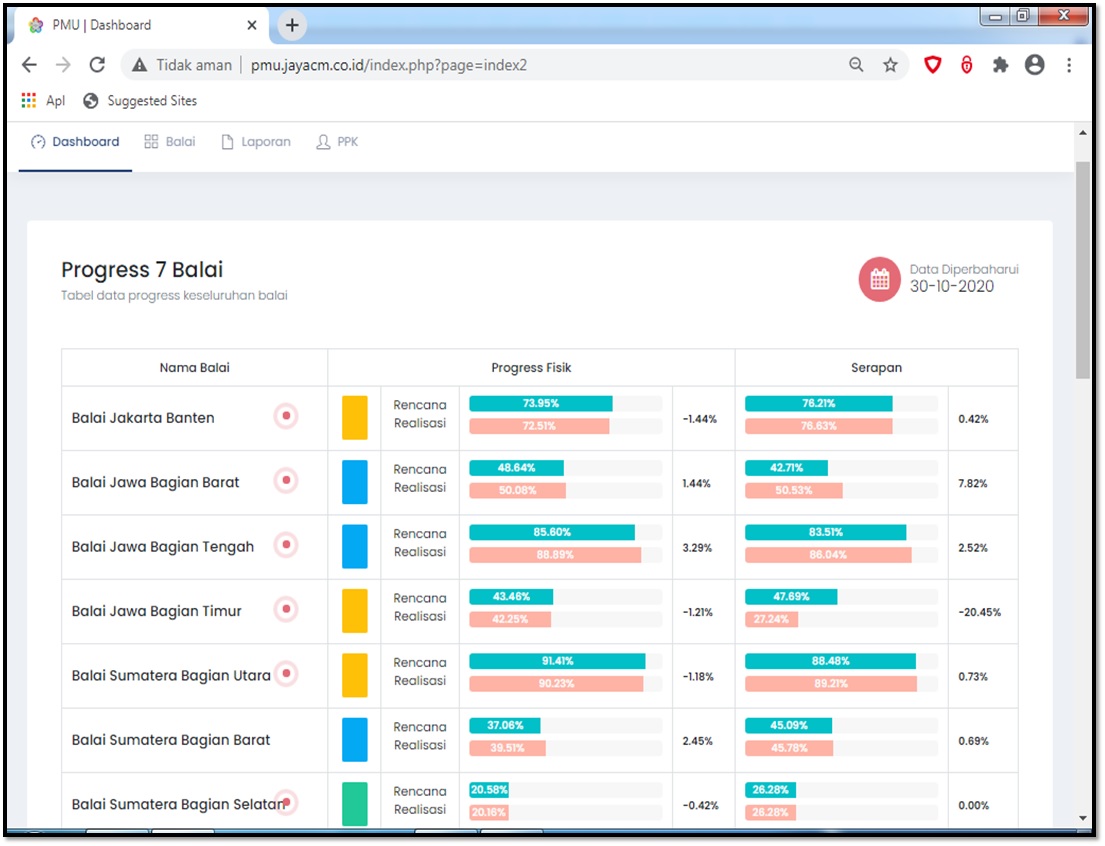 PMU | Dashboard
Tidak aman | pmu.jayacm.co.id/index.php?page=index2
Apl Suggested Sites
Dashboard Balai Laporan PPK
Progress 7 Balai
Tabel data progress keseluruhan balai
Data Diperbaharui
30-10-2020
Nama Balai Progress Fisik Serapan
Balai Jakarta Banten
Rencana 73.95% 76.21%
Realisasi 72.51% -1.44% 76.63% 0.42%
Balai Jawa Bagian Barat
Rencana 48.64% 42.71%
Realisasi 50.08% 1.44% 50.53% 7.82%
Balai Jawa Bagian Tengah
Rencana 85.60% 83.51%
Realisasi 88.89% 3.29% 86.04% 2.52%
Balai Jawa Bagian Timur
Rencana 43.46% 47.69%
Realisasi 42.25% -1.21% 27.24% -20.45%
Balai Sumatera Bagian Utara
Rencana 91.41% 88.48%
Realisasi 90.23% -1.18% 89.21% 0.73%
Balai Sumatera Bagian Barat
Rencana 37.06% 45.09%
Realisasi 39.51% 2.45% 45.78% 0.69%
Balai Sumatera Bagian Selatan
Rencana 20.58% 26.28%
Realisasi 20.16% -0.42% 26.28% 0.00%